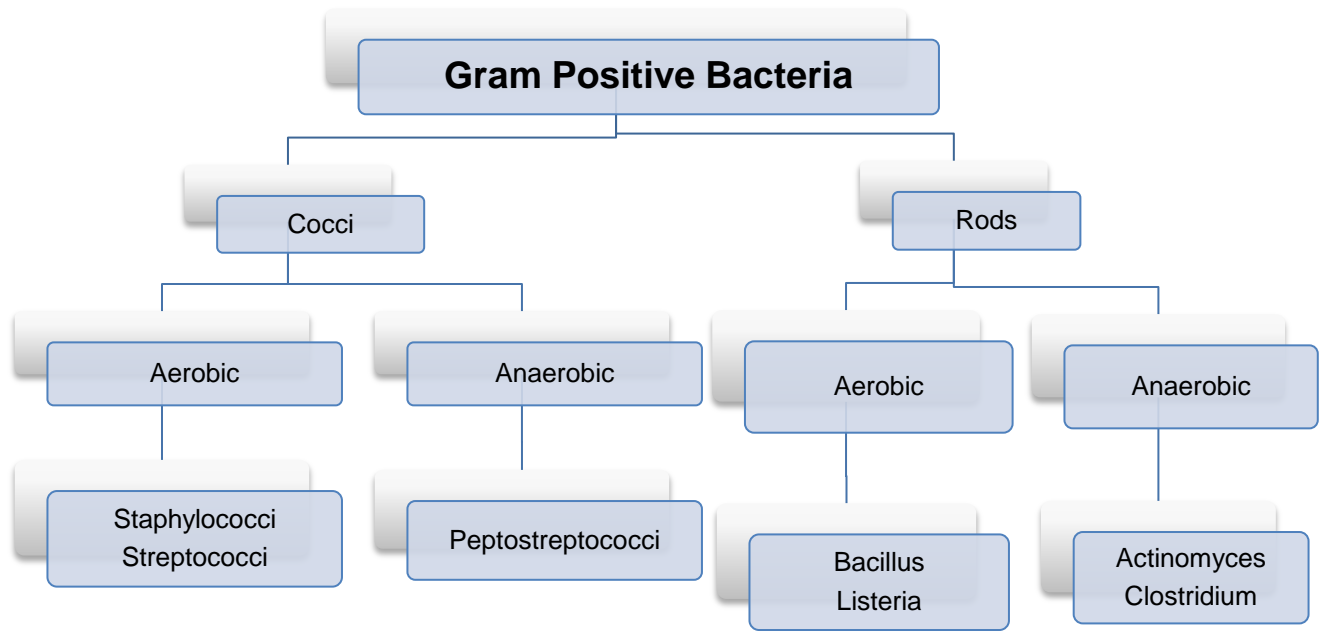 Gram Positive Bacteria
Cocci
Rods
Aerobic
Anaerobic
Aerobic
Anaerobic
Staphylococci
Streptococci
Peptostreptococci
Bacillus
Listeria
Actinomyces
Clostridium